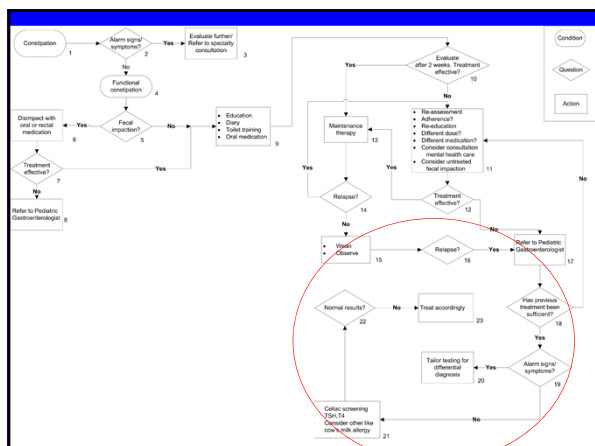 Constipation
1
Alarm signs/
symptoms?
2
Yes
Evaluate further/
Refer to specialty
consultation
3
No
Functional
constipation
4
Fecal
impaction?
5
Yes
Disimpact with
oral or rectal
medication
6
No
Treatment
effective?
7
Yes
No
Refer to Pediatric
Gastroenterologist
8
• Education
• Diary
• Toilet training
• Oral medication
9
Evaluate
after 2 weeks. Treatment
effective?
10
Yes
No
• Re-assessment
• Adherence?
• Re-education
• Different dose?
• Different medication?
• Consider consultation
mental health care
• Consider untreated
fecal impaction
11
Treatment
effective?
12
Yes
No
Maintenance
therapy
13
Relapse?
14
Yes
No
• Wean
• Observe
15
Relapse?
16
Yes
Refer to Pediatric
Gastroenterologist
17
Has previous
treatment been
sufficient?
18
No
Yes
Alarm signs/
symptoms?
19
Yes
Tailor testing for
differential
diagnosis
20
No
Celiac screening
TSH,T4
Consider other like
cow's milk allergy
21
Normal results?
22
No
Treat accordingly
23
Condition
Question
Action